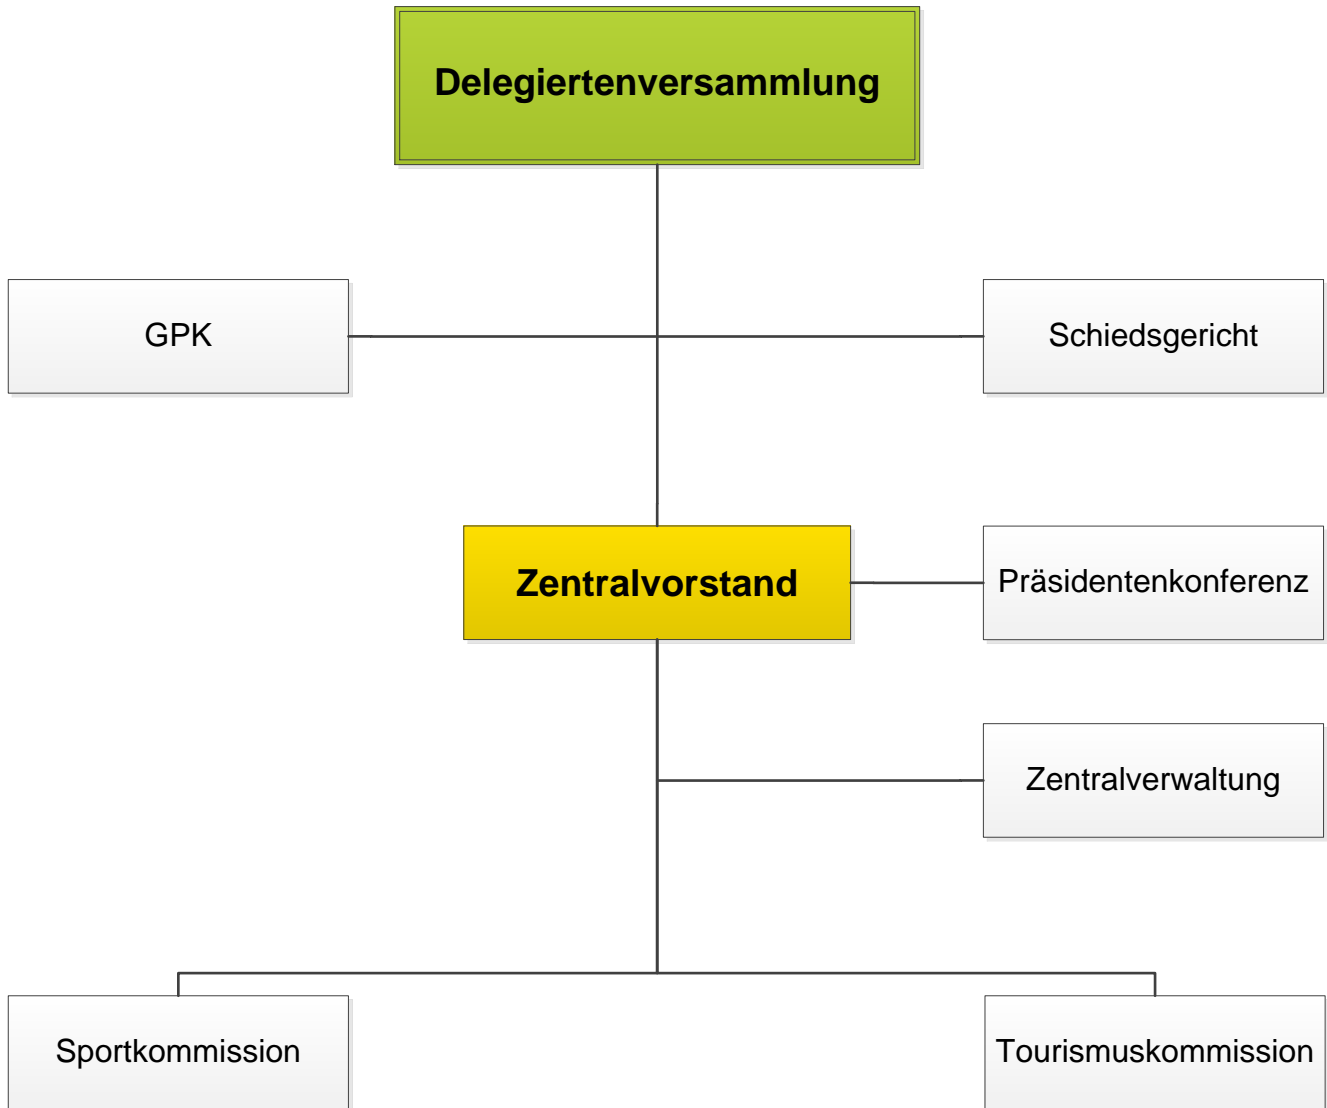 Delegiertenversammlung
GPK
Schiedsgericht
Zentralvorstand
Präsidentenkonferenz
Zentralverwaltung
Sportkommission
Tourismuskommission